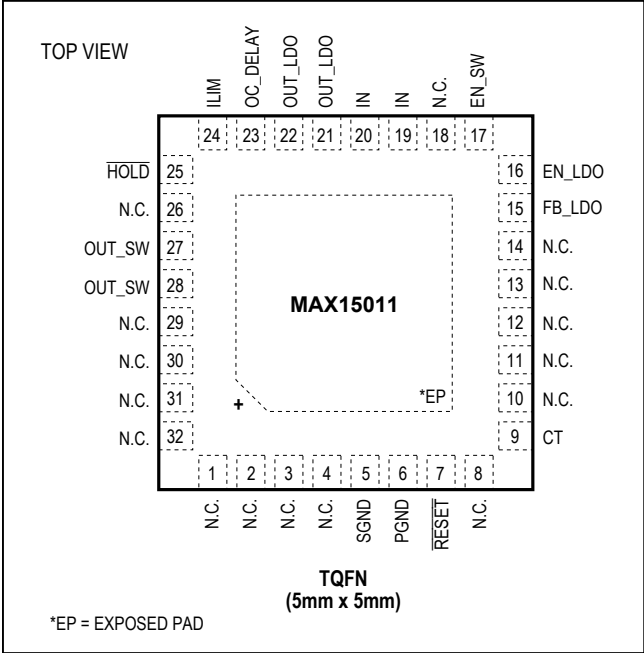 TOP VIEW
ILIM
OC_DELAY
OUT_LDO
OUT_LDO
IN
IN
N.C.
EN_SW
24 23 22 21 20 19 18 17
HOLD 25
N.C. 26
OUT_SW 27
OUT_SW 28
N.C. 29
N.C. 30
N.C. 31
N.C. 32
16 EN_LDO
15 FB_LDO
14 N.C.
13 N.C.
12 N.C.
11 N.C.
10 N.C.
9 CT
MAX15011
+
*EP
1 2 3 4 5 6 7 8
N.C.
N.C.
N.C.
N.C.
SGND
PGND
RESET
N.C.
TQFN
(5mm x 5mm)
*EP = EXPOSED PAD